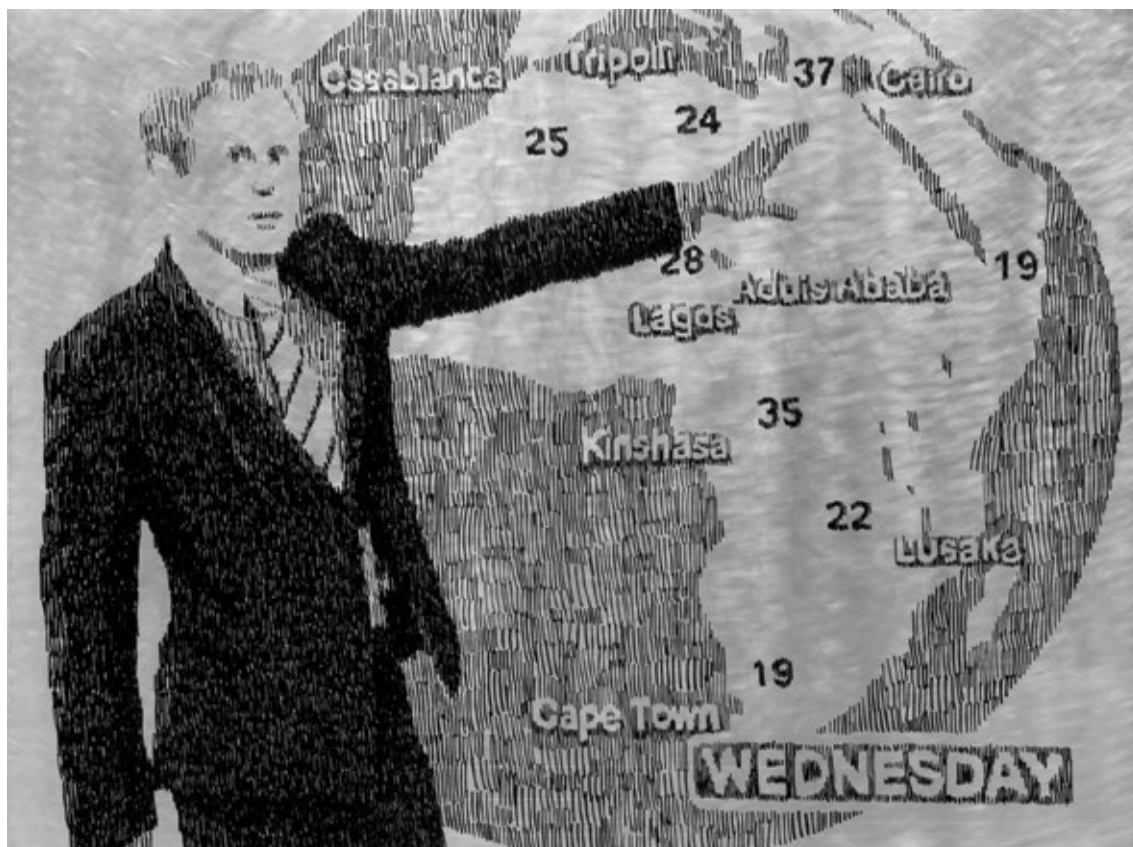 Casablanca
Tripoli
37
Cairo
25
24
28
19
Addis Ababa
Lagos
35
Kinshasa
22
Lusaka
19
Cape Town
WEDNESDAY